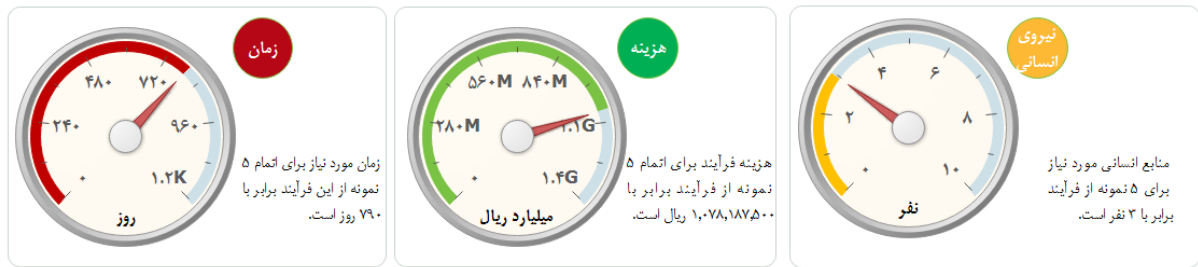 نیروی
انسانی
۰
۲
۴
۶
۸
۱۰
نفر
منابع انسانی مورد نیاز
برای ۵ نمونه از فرآیند
برابر با ۳ نفر است.
هزینه
۰
۲۸۰M
۵۶۰M
۸۴۰M
۱.۱G
۱.۴G
میلیارد ریال
هزینه فرآیند برای اتمام ۵
نمونه از فرآیند برابر با
۱,۰۷۸,۱۸۷,۵۰۰ ریال است.
زمان
۰
۲۴۰
۴۸۰
۷۲۰
۹۶۰
۱.۲K
روز
زمان مورد نیاز برای اتمام ۵
نمونه از این فرآیند برابر با
۷۹۰ روز است.